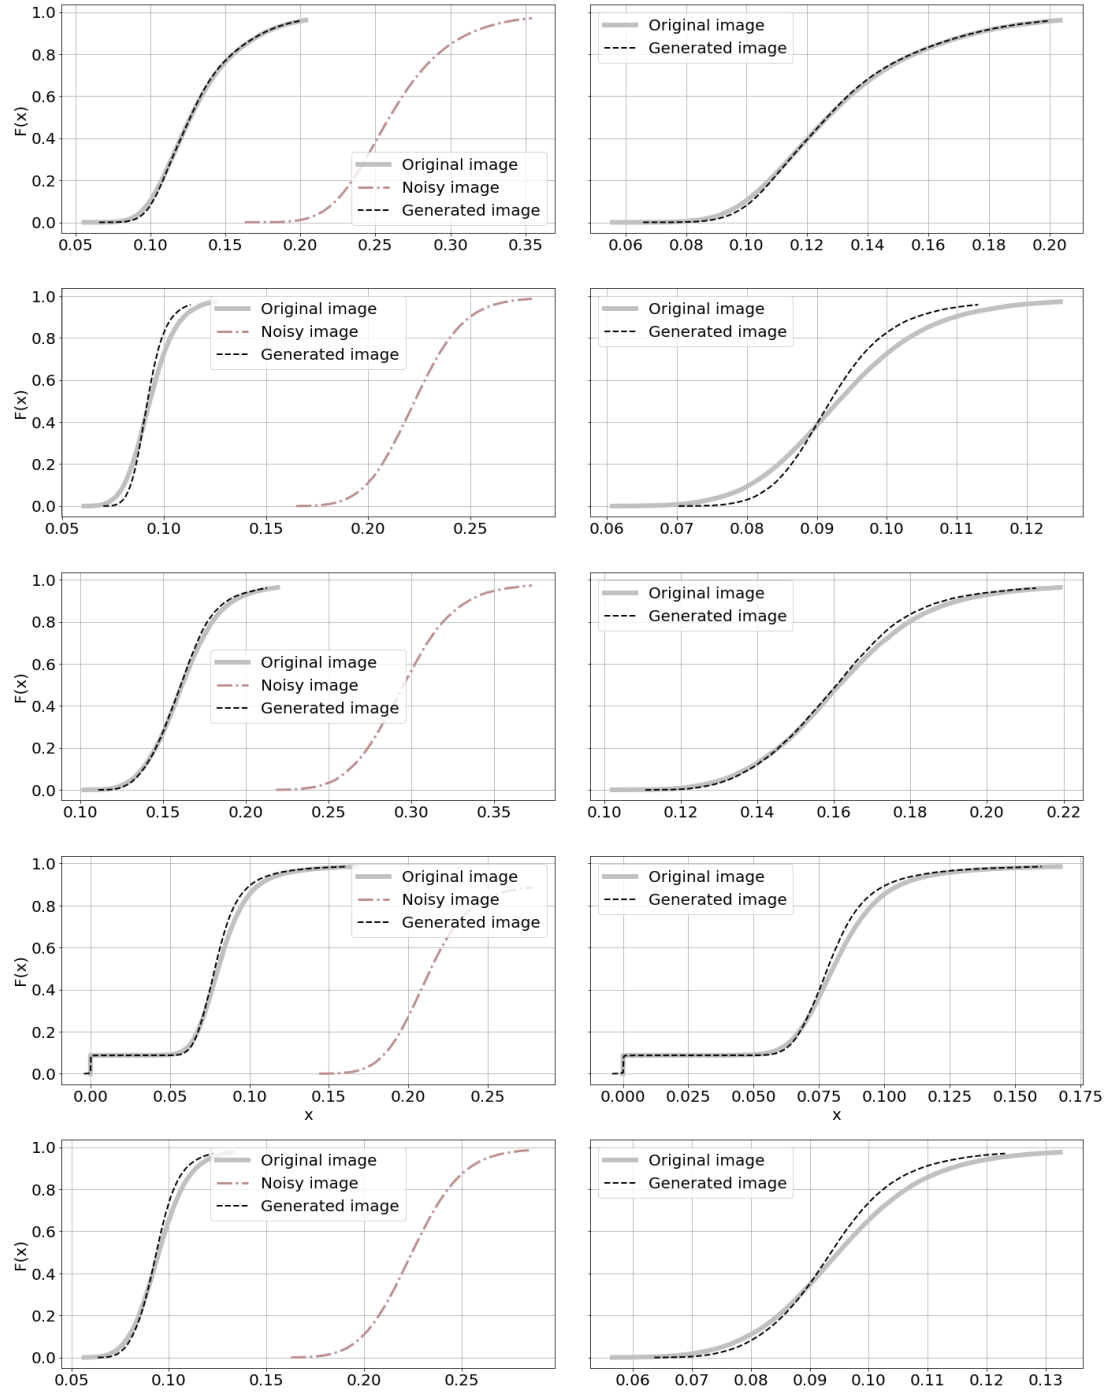 1.0
0.8
0.6
0.4
0.2
0.0
F(x)
Original image
Noisy image
Generated image
0.05 0.10 0.15 0.20 0.25 0.30 0.35
Original image
Generated image
0.06 0.08 0.10 0.12 0.14 0.16 0.18 0.20
1.0
0.8
0.6
0.4
0.2
0.0
F(x)
Original image
Noisy image
Generated image
0.05 0.10 0.15 0.20 0.25
Original image
Generated image
0.06 0.07 0.08 0.09 0.10 0.11 0.12
1.0
0.8
0.6
0.4
0.2
0.0
F(x)
Original image
Noisy image
Generated image
0.10 0.15 0.20 0.25 0.30 0.35
Original image
Generated image
0.10 0.12 0.14 0.16 0.18 0.20 0.22
1.0
0.8
0.6
0.4
0.2
0.0
F(x)
Original image
Noisy image
Generated image
0.00 0.05 0.10 0.15 0.20 0.25
x
Original image
Generated image
0.000 0.025 0.050 0.075 0.100 0.125 0.150 0.175
x
1.0
0.8
0.6
0.4
0.2
0.0
F(x)
Original image
Noisy image
Generated image
0.05 0.10 0.15 0.20 0.25
Original image
Generated image
0.06 0.07 0.08 0.09 0.10 0.11 0.12 0.13